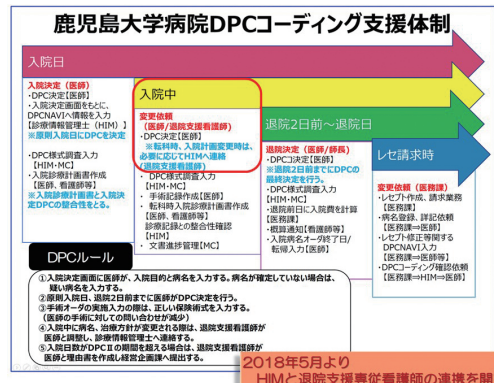 鹿児島大学病院DPCコーディング支援体制
入院日
入院決定（医師）
・DPC決定【医師】
・入院決定画面をもとに、
DPCNAVIへ情報を入力
【診療情報管理士（HIM）】
※原則入院日にDPCを決定
・DPC様式調査入力
【HIM・MC】
・入院診療計画書作成
【医師、看護師等】
※入院診療計画書と入院決
定DPCの整合性をとる。
入院中
変更依頼
（医師/退院支援看護師）
・DPC決定【医師】
※転科時、入院計画変更時は、
必要に応じてHIMへ連絡
（退院支援看護師）
・DPC様式調査入力
【HIM・MC】
・手術記録作成【医師】
・転科時入院診療計画書作成
【医師、看護師等】
診療記録との整合性確認
【HIM】
・文書進捗管理【MC】
退院2日前～退院日
退院決定（医師/師長）
・DPC決定【医師】
※退院2日前までにDPCの
最終決定を行う。
・DPC様式調査入力
【HIM・MC】
・退院前日に入院費を計算
【医務課】
・概算通知【看護師】
・入院病名オーダ終了日/
転帰入力【医師】
レセ請求時
変更依頼（医務課）
・レセプト作成、請求業務
【医務課】
・病名登録、詳記依頼
【医務課⇒医師】
・レセプト修正等関する
DPCNAVI入力
【医務課⇒医師等】
・DPCコーディング確認依頼
【医務課⇒HIM⇒医師】
DPCルール
①入院決定画面に医師が、入院目的と病名を入力する。病名が確定していない場合は、
疑い病名を入力する。
②原則入院日、退院2日前までに医師がDPC決定を行う。
③手術オーダの実施入力の際は、正しい保険術式を入力する。
（医師の手術に対しての問い合わせが減少）
④入院中に病名、治療方針が変更される際は、退院支援看護師が
医師と調整し、診療情報管理士へ連絡する。
⑤入院日数がDPCⅡの期間を超える場合は、退院支援看護師が
医師と理由書を作成し経営企画課へ提出する。
2018年5月より
HIMと退院支援専従看護師の連携を開